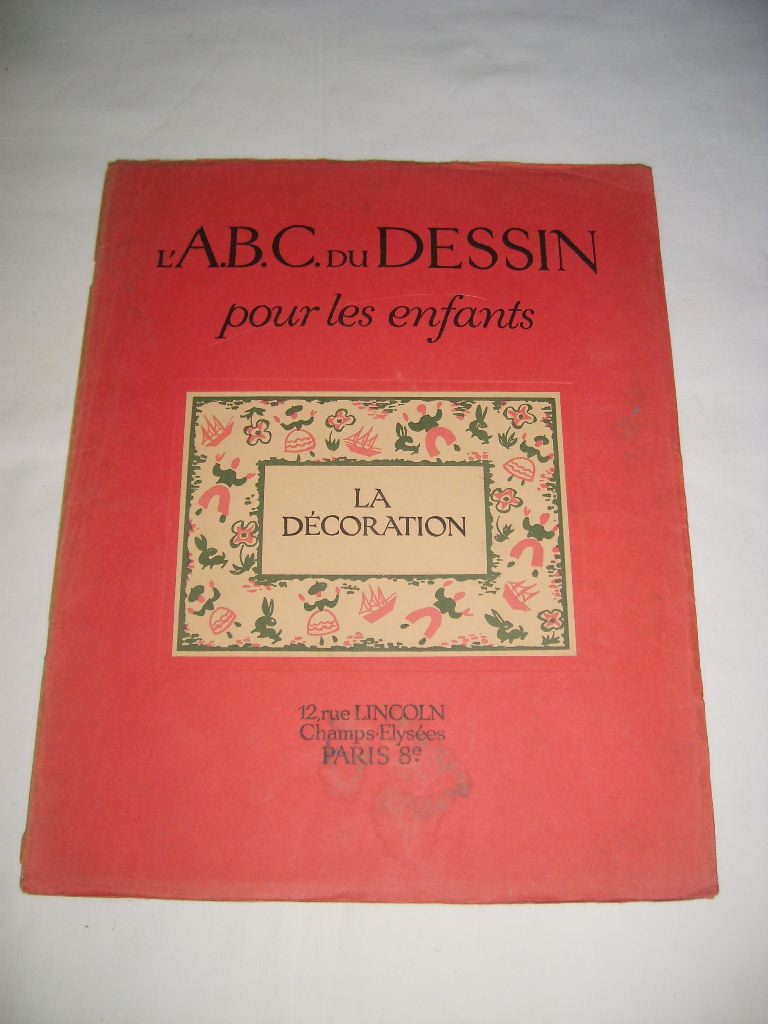 L'A.B.C. DU DESSIN
pour les enfants
LA
DÉCORATION
12, rue LINCOLN
Champs-Elysées
PARIS 8e